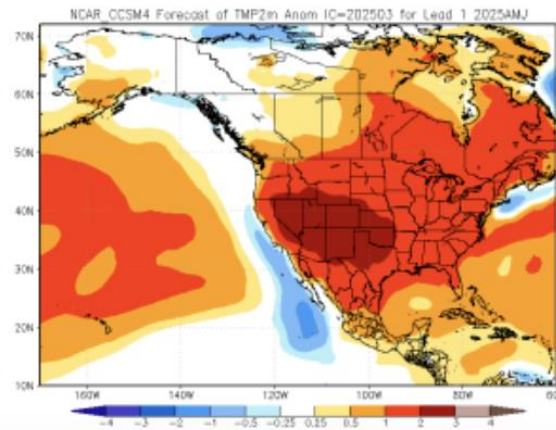 NCAR_CCSM4 Forecast of TMP2m Anom IC=202503 for Lead 1 2025AMJ
70N
60N
50N
40N
30N
20N
10N
160W 140W 120W 100W 80W 60
-4 -3 -2 -1 -0.5 -0.25 0.25 0.5 1 2 3 4